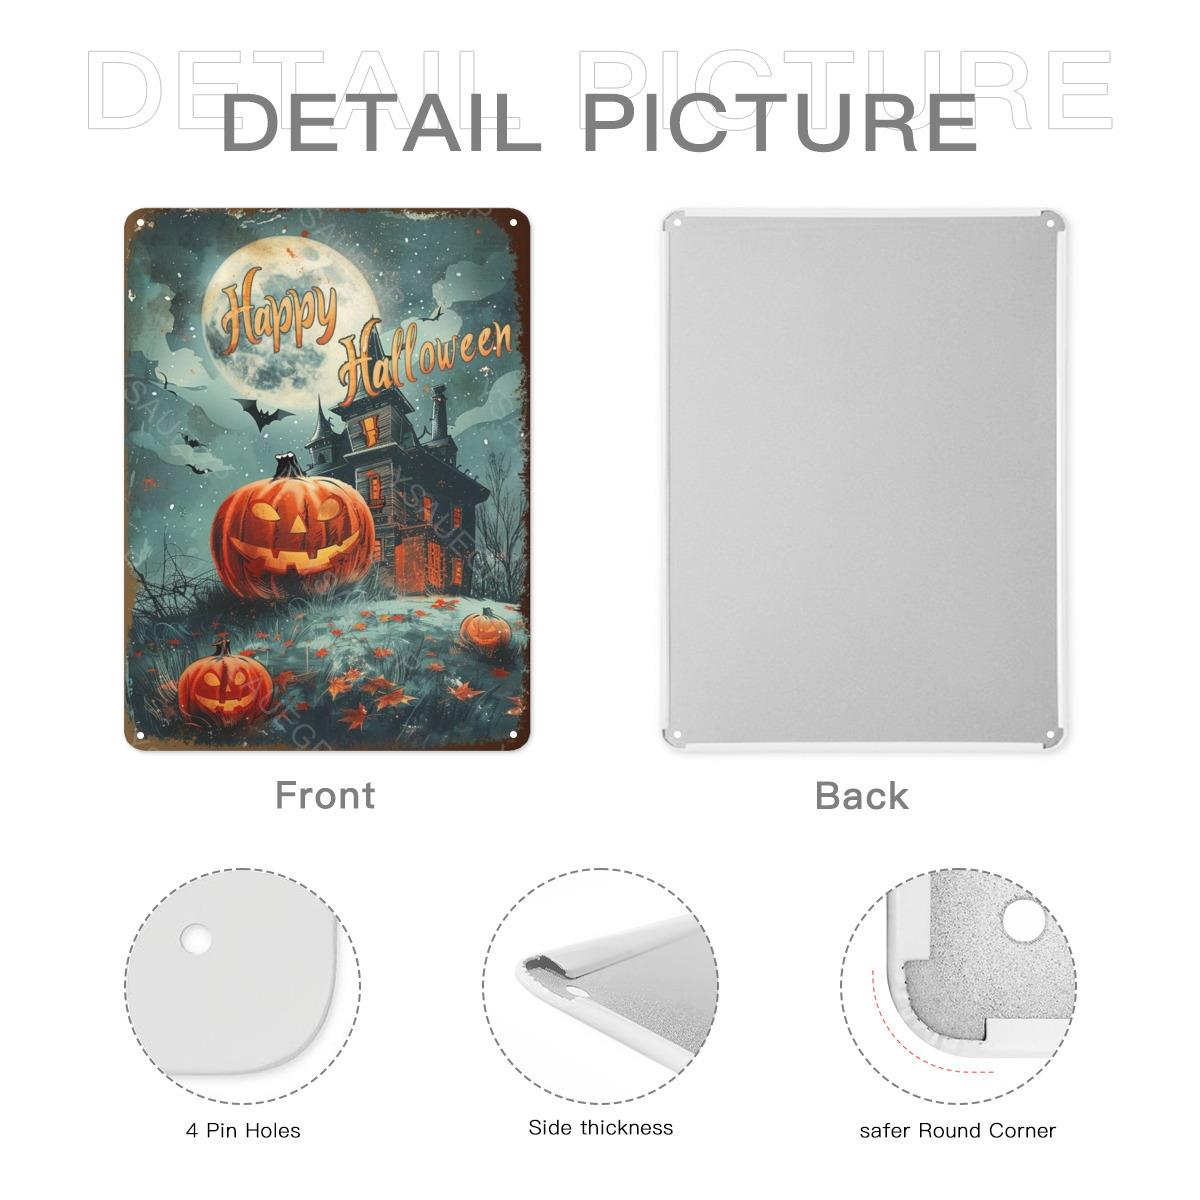 DETAIL PICTURE
DETAIL PICTURE
Happy
Halloween
Front
Back
4 Pin Holes
Side thickness
safer Round Corner